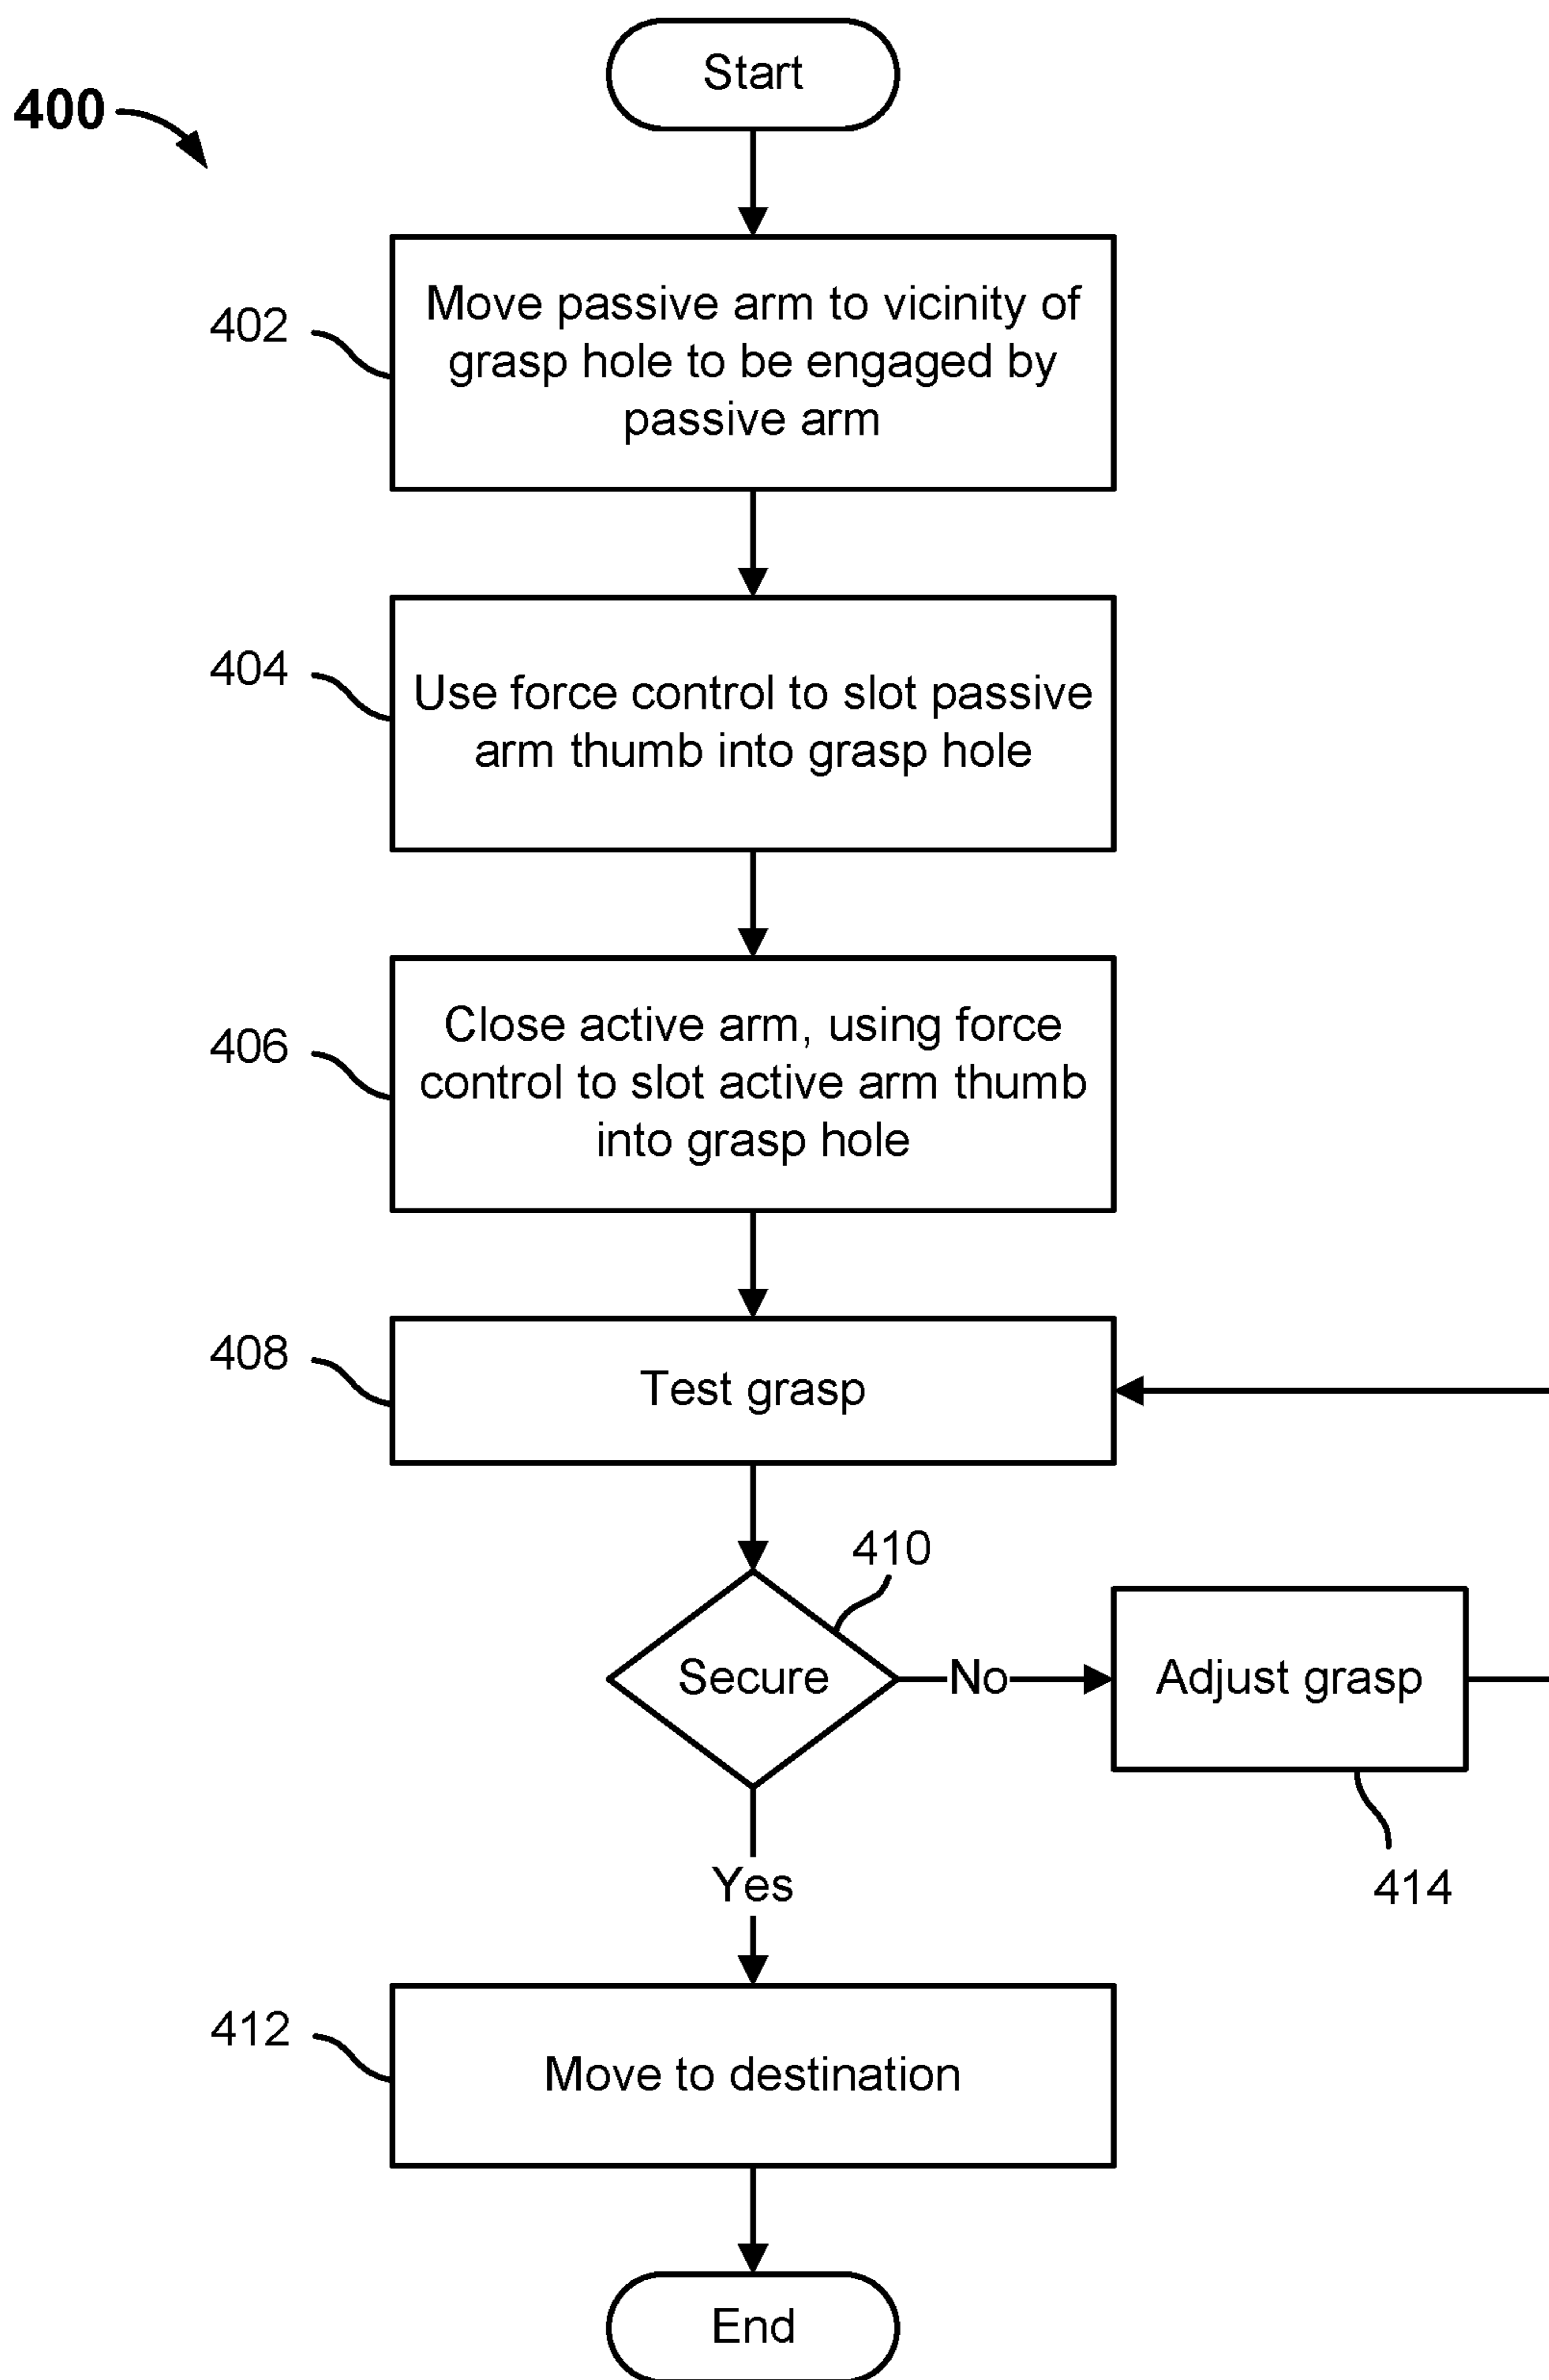 Start
400
402
Move passive arm to vicinity of
grasp hole to be engaged by
passive arm
404
Use force control to slot passive
arm thumb into grasp hole
406
Close active arm, using force
control to slot active arm thumb
into grasp hole
408
Test grasp
410
Secure
No
Adjust grasp
414
Yes
412
Move to destination
End